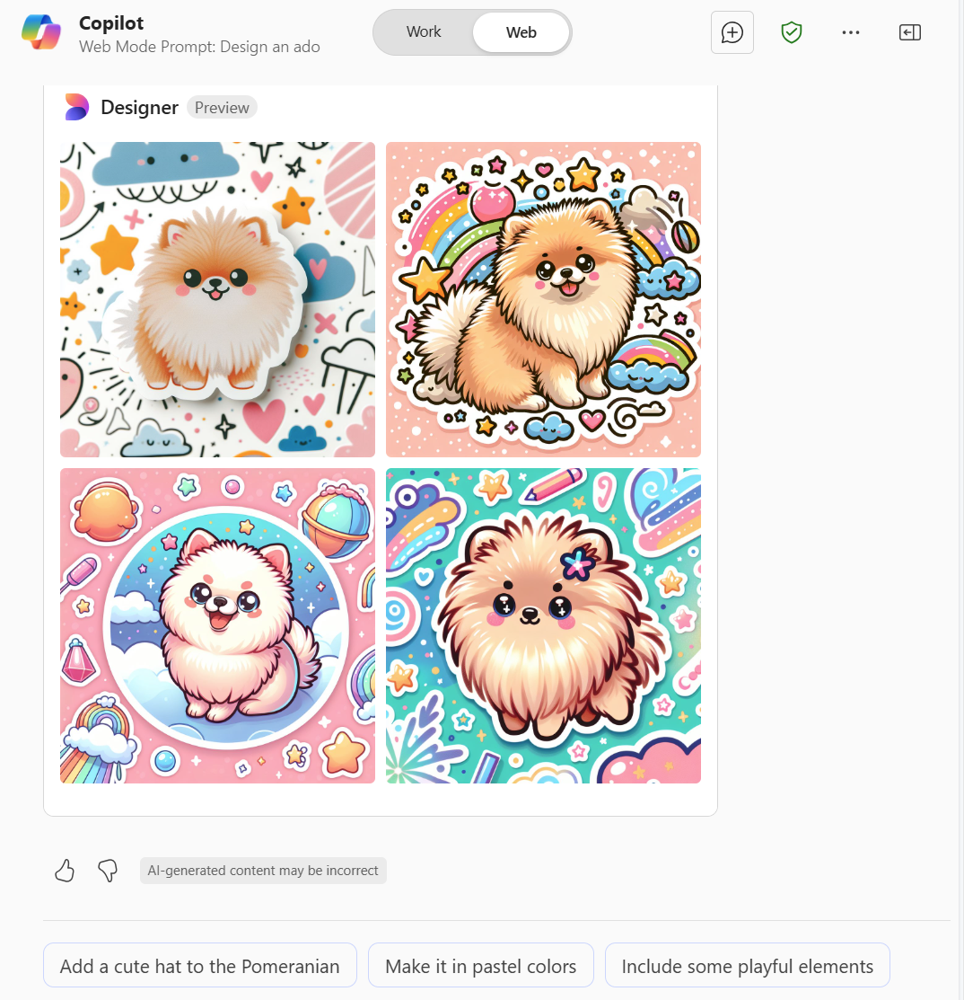 Copilot
Web Mode Prompt: Design an ado
Work
Web
Designer
Preview
AI-generated content may be incorrect
Add a cute hat to the Pomeranian
Make it in pastel colors
Include some playful elements